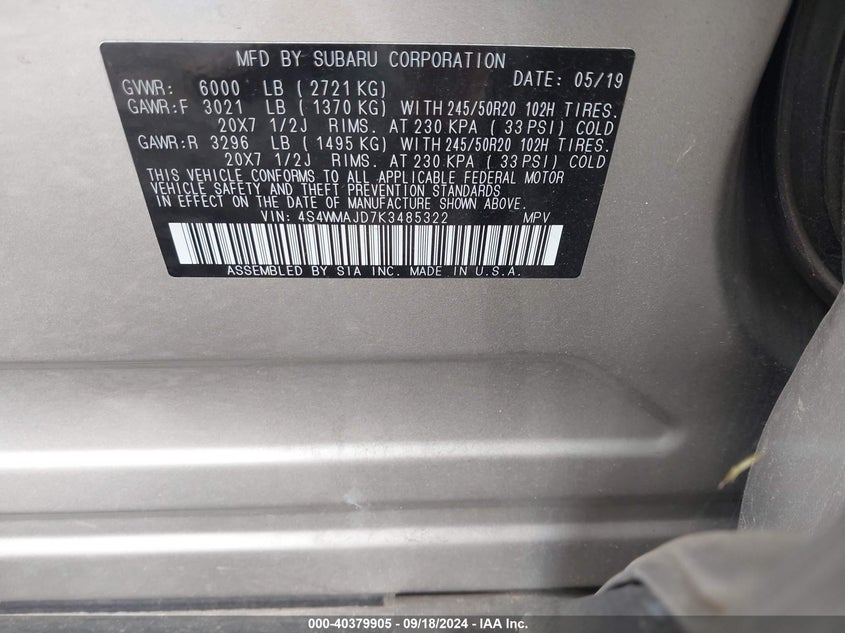 MFD BY SUBARU CORPORATION
DATE: 05/19
GVWR: 6000 LB ( 2721 KG)
GAWR:F 3021 LB ( 1370 KG) WITH 245/50R20 102H TIRES.
20X7 1/2J RIMS. AT 230 KPA ( 33 PSI) COLD
GAWR:R 3296 LB ( 1495 KG) WITH 245/50R20 102H TIRES.
20X7 1/2J RIMS. AT 230 KPA ( 33 PSI) COLD
THIS VEHICLE CONFORMS TO ALL APPLICABLE FEDERAL MOTOR
VEHICLE SAFETY AND THEFT PREVENTION STANDARDS
IN EFFECT ON THE DATE OF MANUFACTURE SHOWN ABOVE.
VIN: 4S4WMAJD7K3485322 MPV
ASSEMBLED BY SIA INC. MADE IN U.S.A.
000-40379905 - 09/18/2024 - IAA Inc.